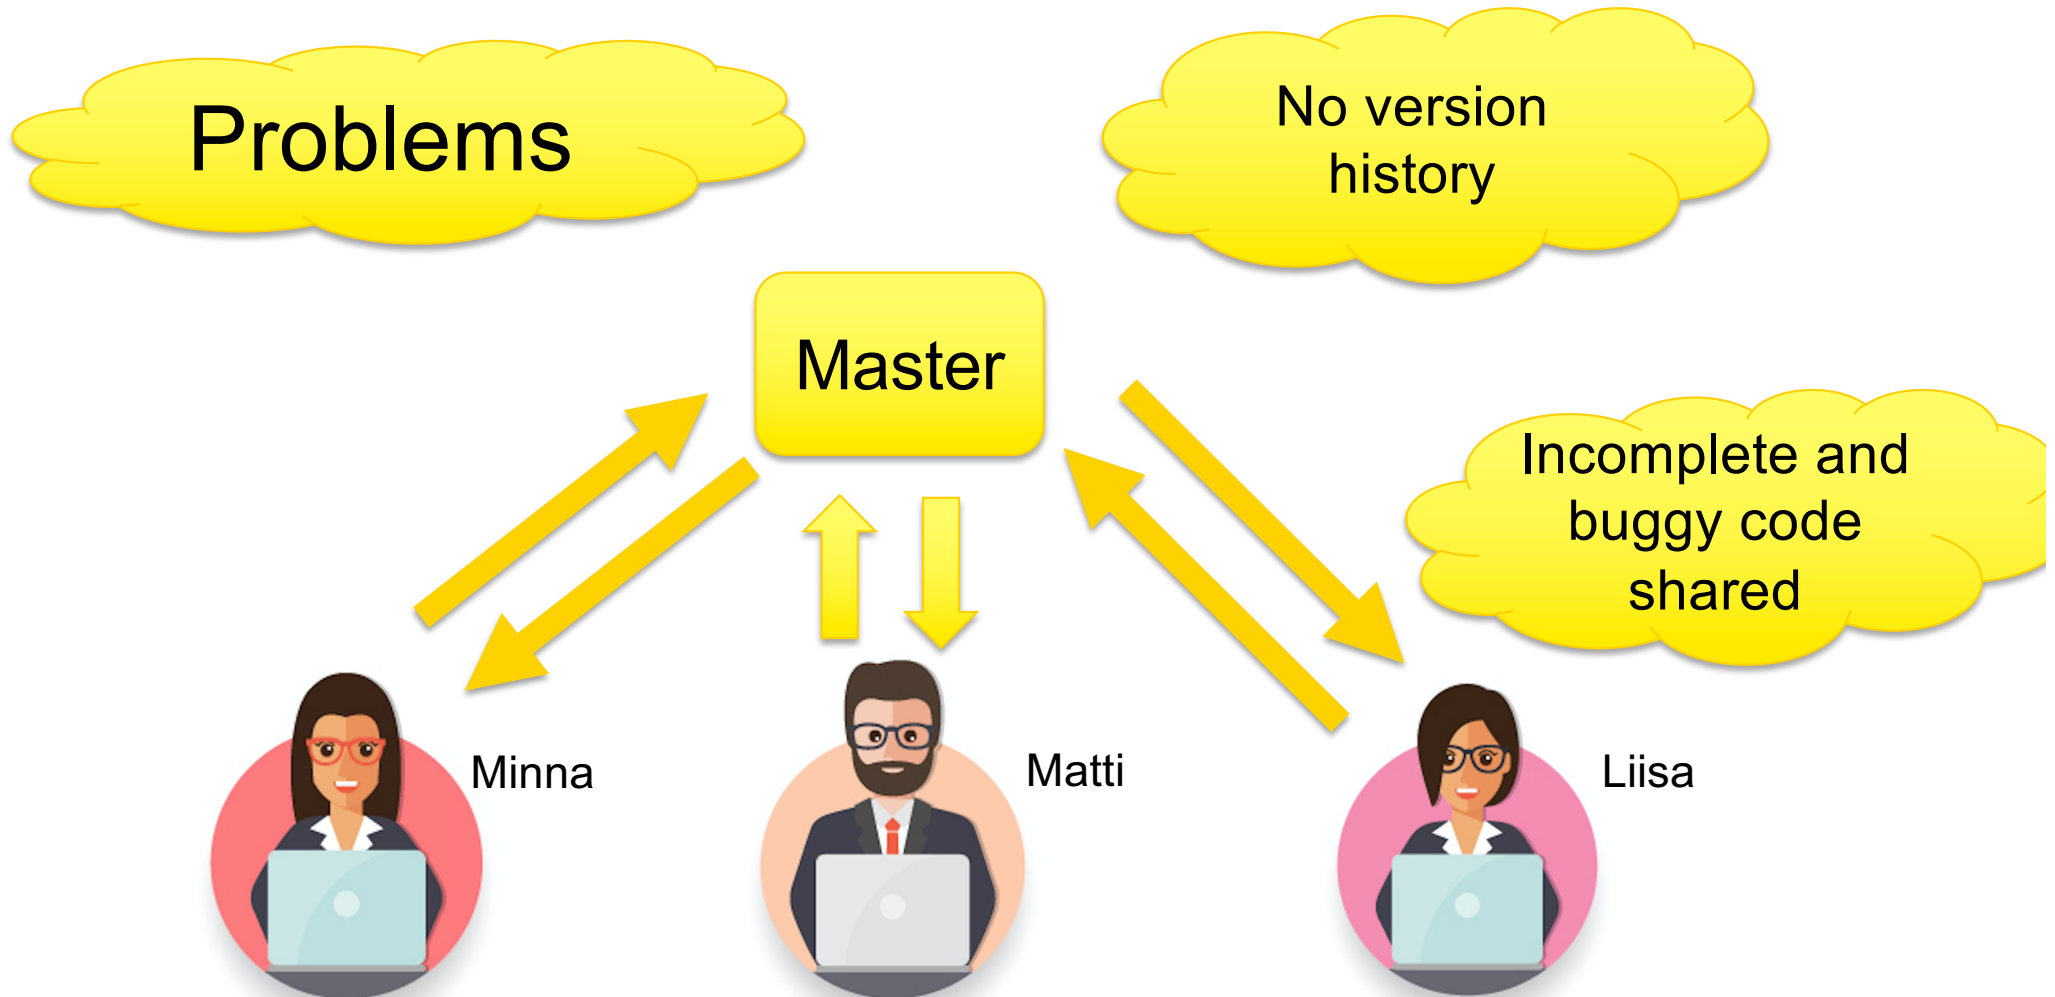 Problems
No version
history
Master
Incomplete and
buggy code
shared
Minna
Matti
Liisa